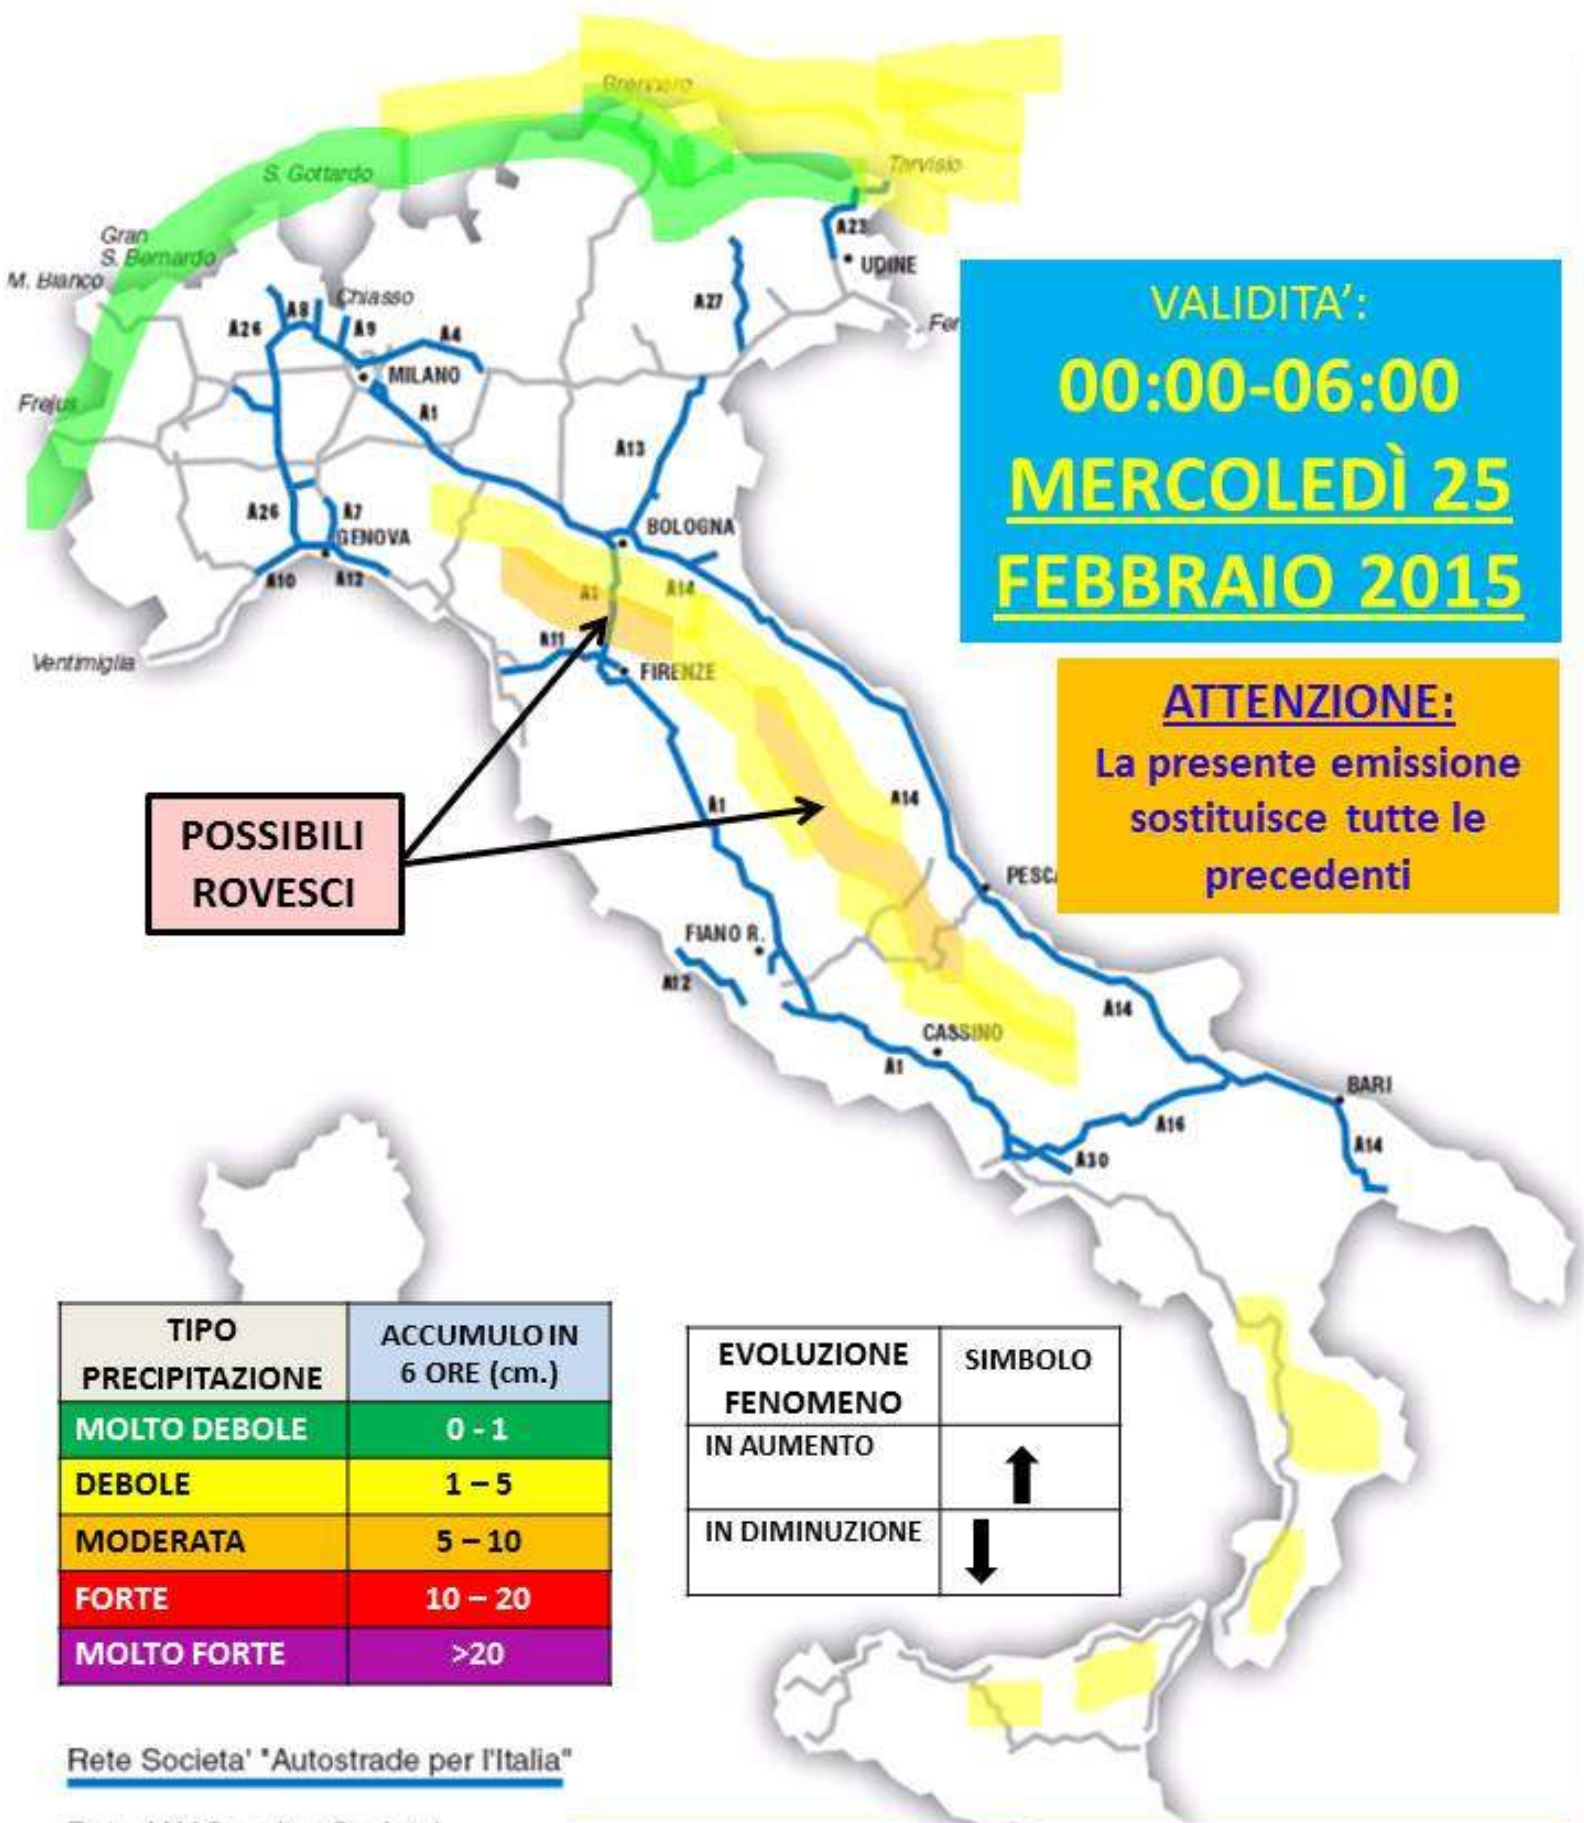 Brennero
S. Gottardo
Tarvisio
Gran
S. Bernardo
M. Bianco
A23
UDINE
Chiasso
A8
A26
A9
A4
A27
Fer
MILANO
Frejus
A1
A13
A26
A7
GENOVA
BOLOGNA
A10
A12
A1
A14
A11
FIRENZE
Ventimiglia
VALIDITA’:
00:00-06:00
MERCOLEDÌ 25
FEBBRAIO 2015
ATTENZIONE:
La presente emissione
sostituisce tutte le
precedenti
POSSIBILI
ROVESCI
A1
A14
PESCA
FIANO R.
A12
CASSINO
A14
A1
BARI
A16
A30
A14
TIPO
PRECIPITAZIONE
ACCUMULO IN
6 ORE (cm.)
MOLTO DEBOLE 0 - 1
DEBOLE 1 – 5
MODERATA 5 – 10
FORTE 10 – 20
MOLTO FORTE >20
EVOLUZIONE
FENOMENO
SIMBOLO
IN AUMENTO
IN DIMINUZIONE
Rete Societa' "Autostrade per l'Italia"